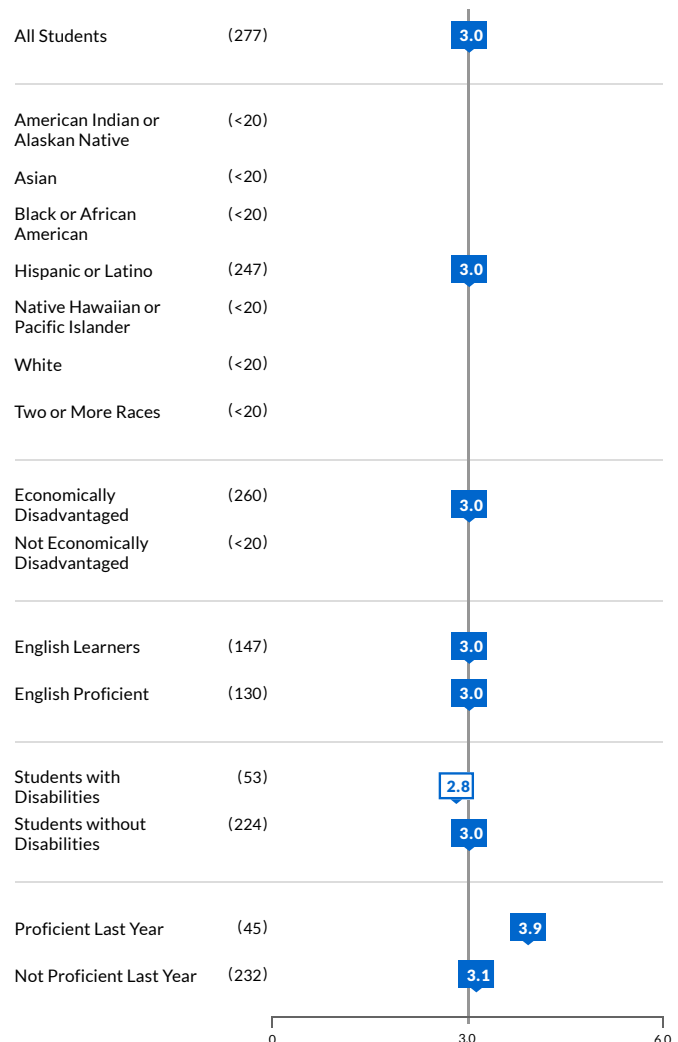 All Students (277) 3.0
American Indian or (<20)
Alaskan Native
Asian (<20)
Black or African (<20)
American
Hispanic or Latino (247) 3.0
Native Hawaiian or (<20)
Pacific Islander
White (<20)
Two or More Races (<20)
Economically (260) 3.0
Disadvantaged
Not Economically (<20)
Disadvantaged
English Learners (147) 3.0
English Proficient (130) 3.0
Students with (53) 2.8
Disabilities
Students without (224) 3.0
Disabilities
Proficient Last Year (45) 3.9
Not Proficient Last Year (232) 3.1
0 3.0 6.0